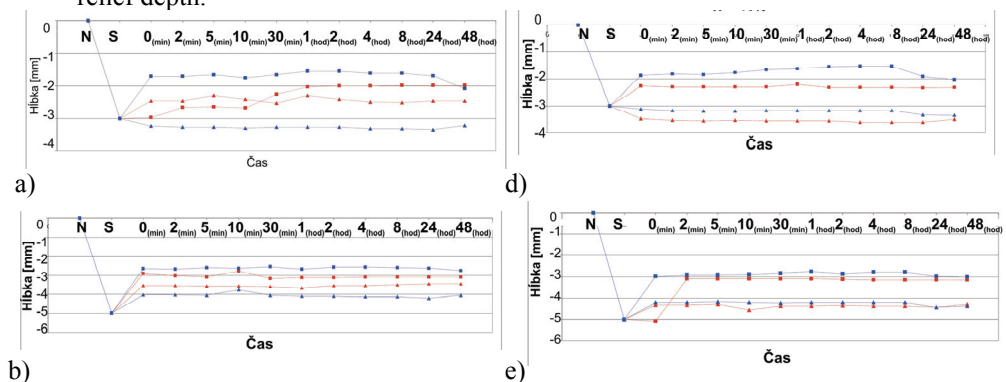 relief depth.
0
N S 0(min) 2(min) 5(min) 10(min) 30(min) 1(hod) 2(hod) 4(hod) 8(hod) 24(hod) 48(hod)
-1
-2
-3
-4
Hĺbka [mm]
Čas
a)
0
N S 0(min) 2(min) 5(min) 10(min) 30(min) 1(hod) 2(hod) 4(hod) 8(hod) 24(hod) 48(hod)
-1
-2
-3
-4
Hĺbka [mm]
Čas
d)
0
N S 0(min) 2(min) 5(min) 10(min) 30(min) 1(hod) 2(hod) 4(hod) 8(hod) 24(hod) 48(hod)
-1
-2
-3
-4
-5
-6
Hĺbka [mm]
Čas
b)
0
N S 0(min) 2(min) 5(min) 10(min) 30(min) 1(hod) 2(hod) 4(hod) 8(hod) 24(hod) 48(hod)
-1
-2
-3
-4
-5
-6
Hĺbka [mm]
Čas
e)